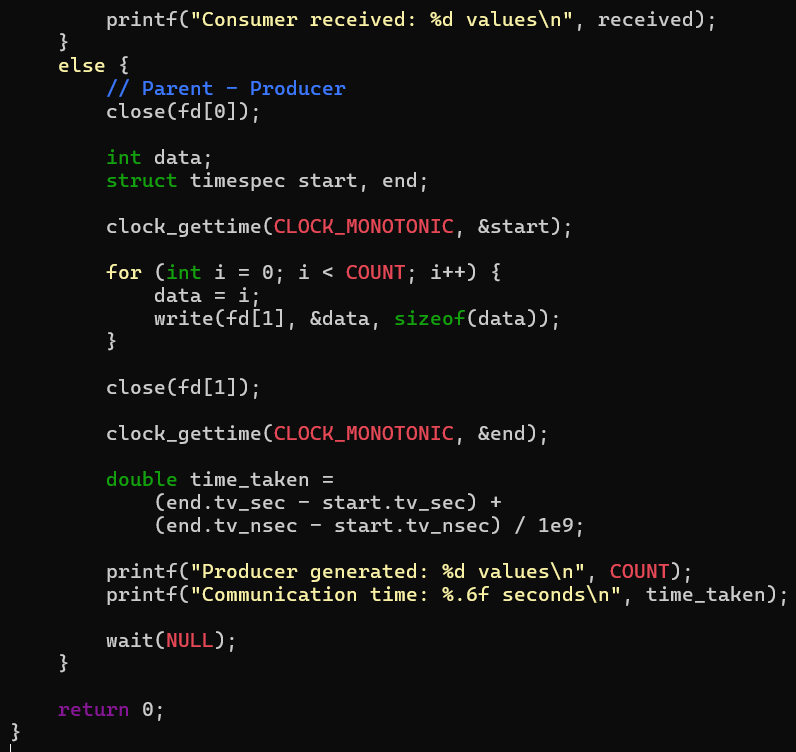 printf("Consumer received: %d values\n", received);
    }
    else {
        // Parent - Producer
        close(fd[0]);

        int data;
        struct timespec start, end;

        clock_gettime(CLOCK_MONOTONIC, &start);

        for (int i = 0; i < COUNT; i++) {
            data = i;
            write(fd[1], &data, sizeof(data));
        }

        close(fd[1]);

        clock_gettime(CLOCK_MONOTONIC, &end);

        double time_taken =
            (end.tv_sec - start.tv_sec) +
            (end.tv_nsec - start.tv_nsec) / 1e9;

        printf("Producer generated: %d values\n", COUNT);
        printf("Communication time: %.6f seconds\n", time_taken);

        wait(NULL);
    }

    return 0;
}